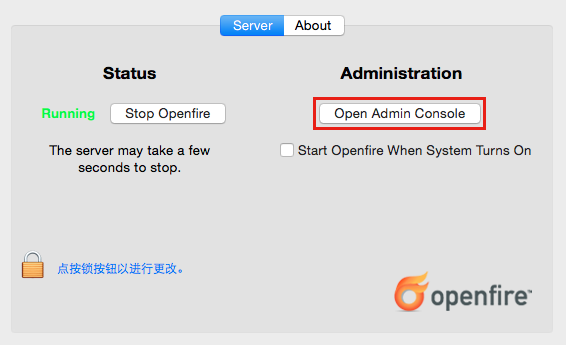 Server
About
Status
Administration
Running
Stop Openfire
Open Admin Console
The server may take a few
seconds to stop.
Start Openfire When System Turns On
点按锁按钮以进行更改。
openfire™